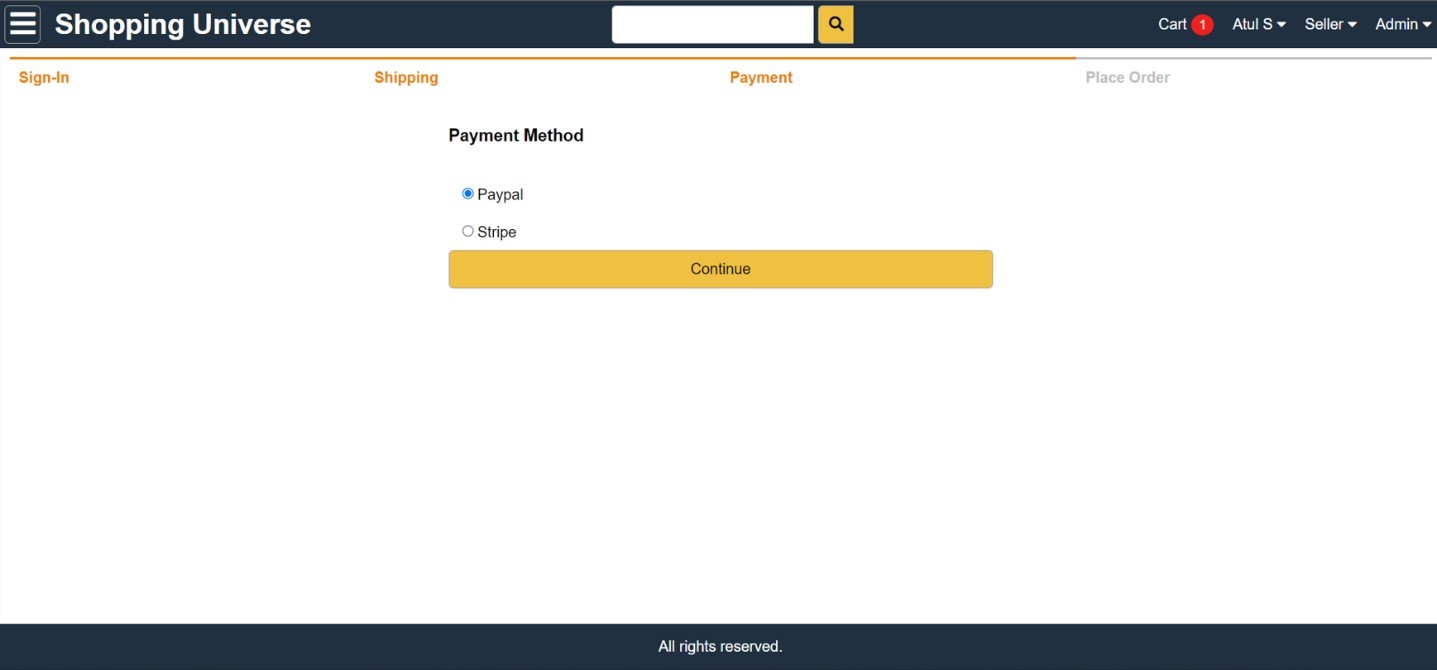 Shopping Universe Cart 1 Atul S Seller Admin
Sign-In Shipping Payment Place Order
Payment Method
Paypal
Stripe
Continue
All rights reserved.